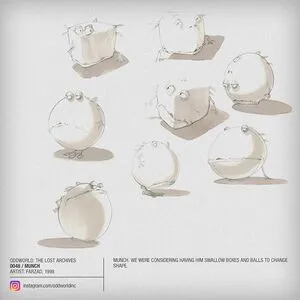 ODDWORLD: THE LOST ARCHIVES
0048 / MUNCH
ARTIST: FARZAD, 1999
MUNCH. WE WERE CONSIDERING HAVING HIM SWALLOW BOXES AND BALLS TO CHANGE
SHAPE.
instagram.com/oddworldinc